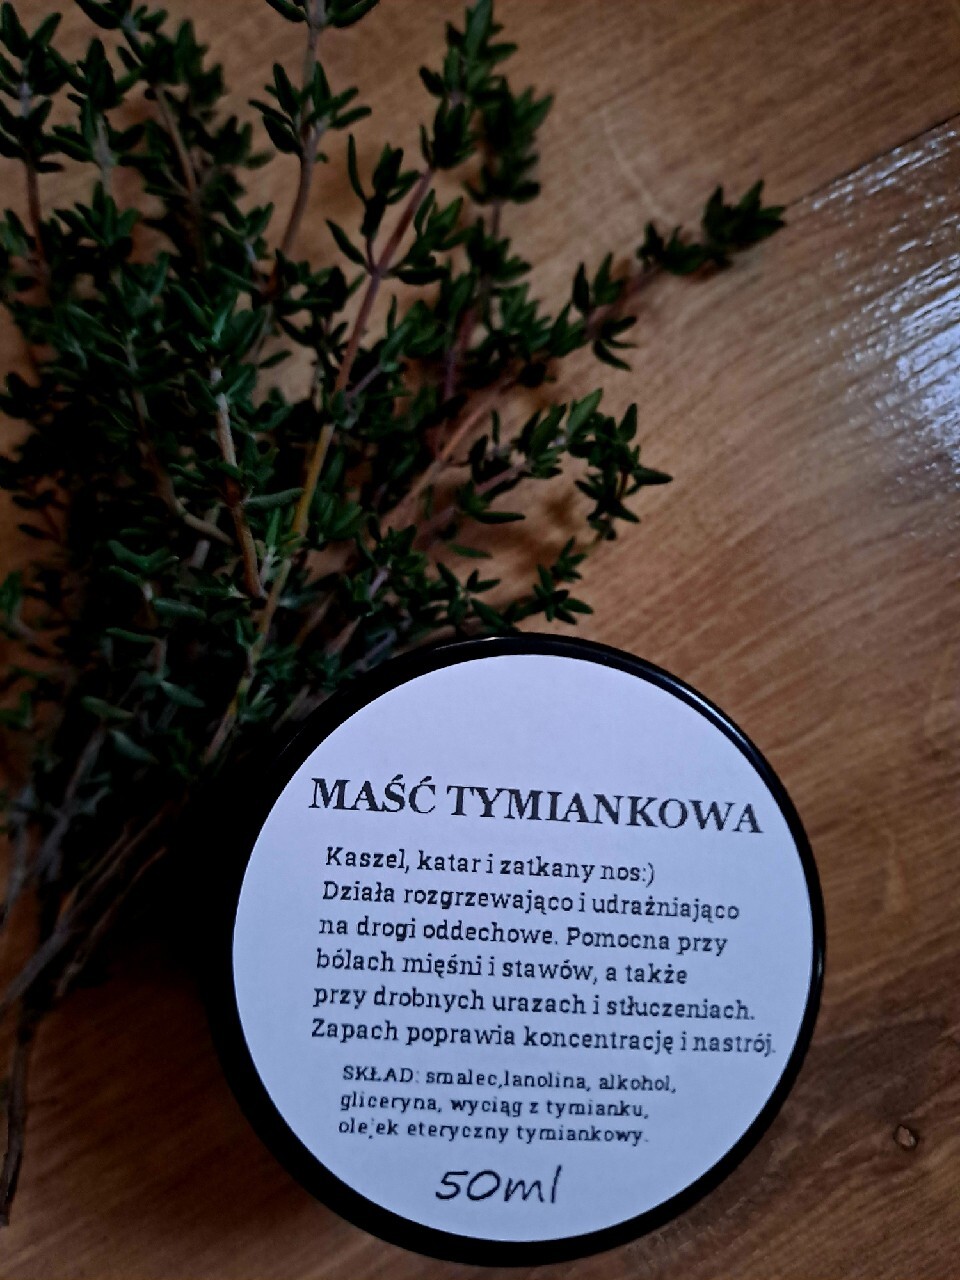 MAŚĆ TYMIANKOWA
Kaszel, katar i zatkany nos:)
Działa rozgrzewająco i udrażniająco
na drogi oddechowe. Pomocna przy
bólach mięśni i stawów, a także
przy drobnych urazach i stłuczeniach.
Zapach poprawia koncentrację i nastrój.
SKŁAD: smalec,lanolina, alkohol,
gliceryna, wyciąg z tymianku,
olejek eteryczny tymiankowy.
50ml